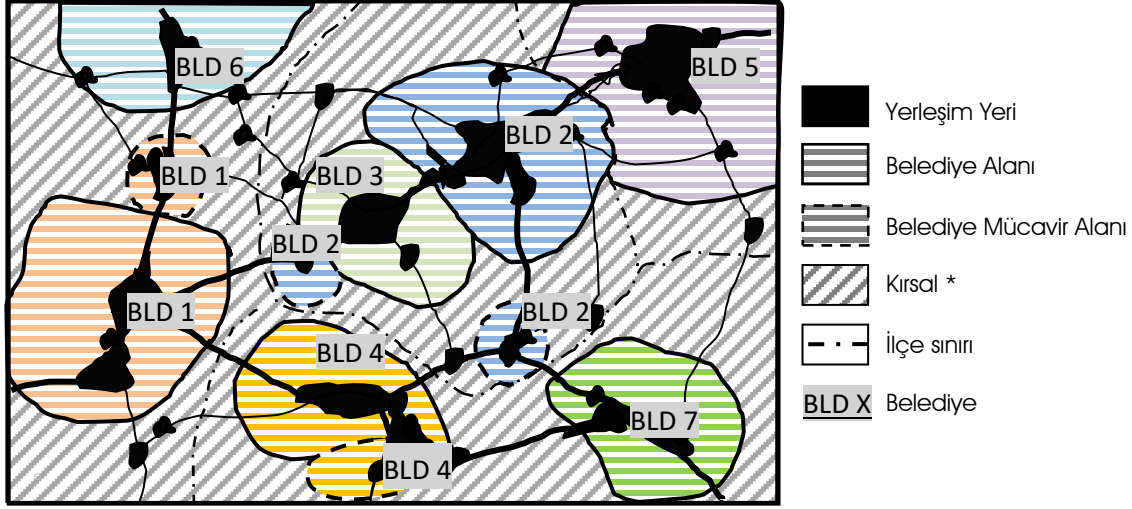 BLD 6
BLD 5
BLD 2
BLD 1
BLD 3
BLD 2
BLD 1
BLD 2
BLD 4
BLD 7
BLD 4
Yerleşim Yeri
Belediye Alanı
Belediye Mücavir Alanı
Kırsal *
İlçe sınırı
BLD X Belediye